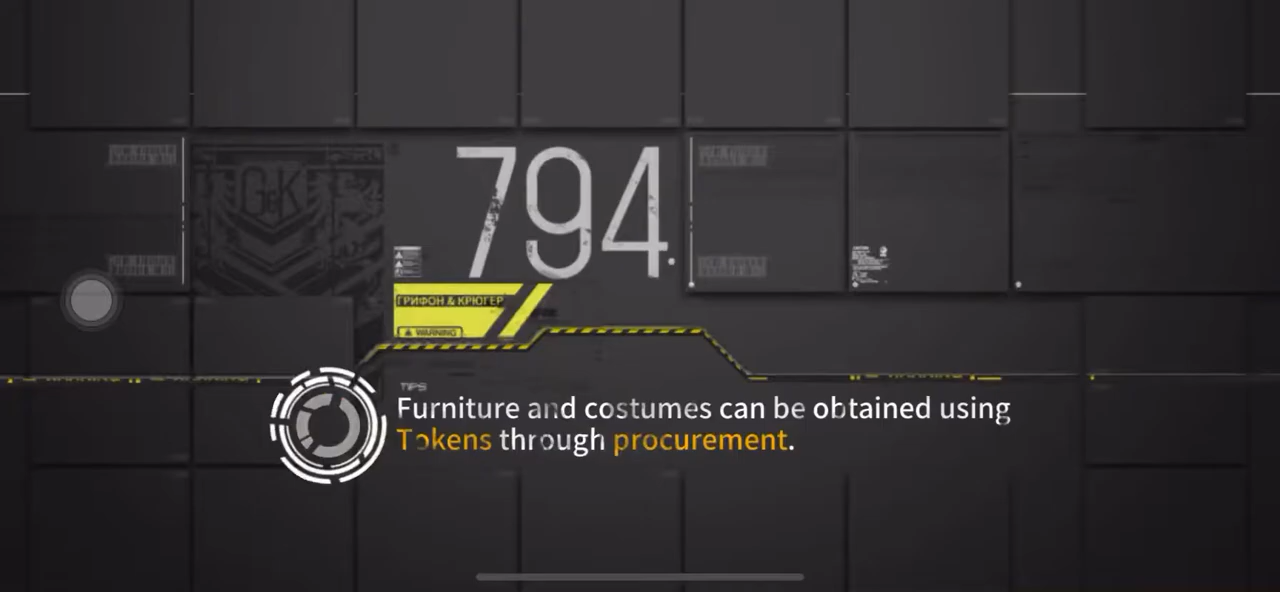 G&K
794.
ГРИФОН & КРЮГЕР
WARNING
TIPS
Furniture and costumes can be obtained using
Tokens through procurement.